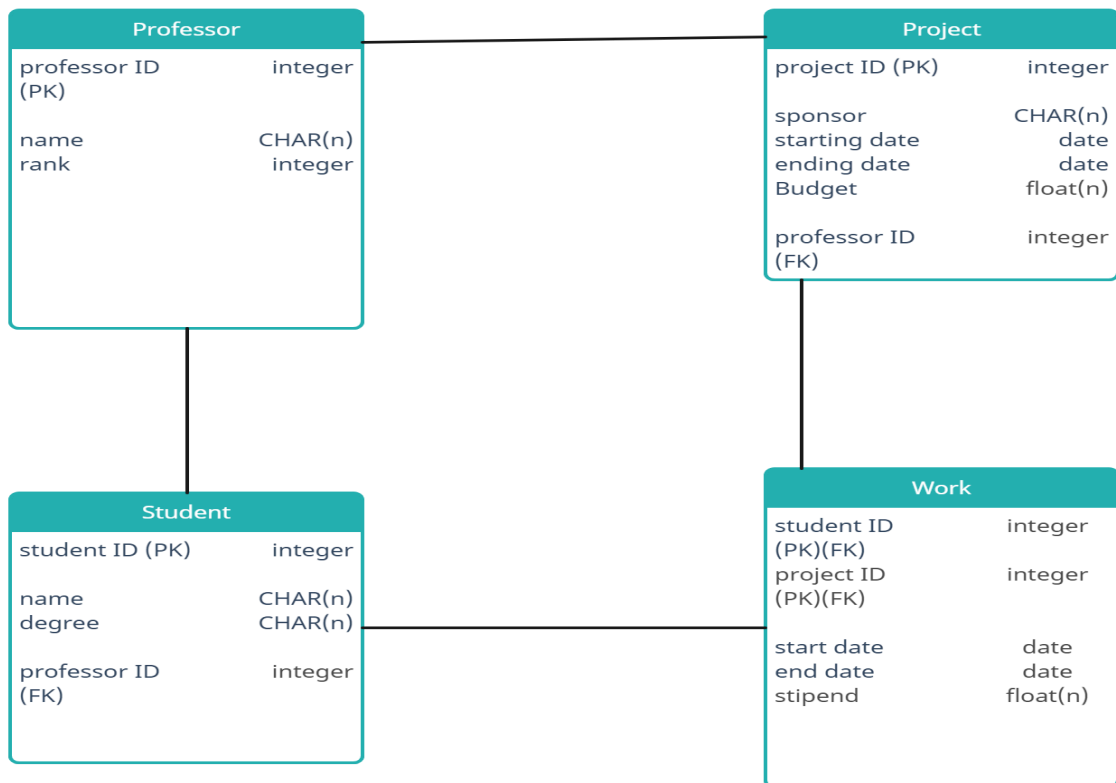 Professor
professor ID integer
(PK)
name CHAR(n)
rank integer
Project
project ID (PK) integer
sponsor CHAR(n)
starting date date
ending date date
Budget float(n)
professor ID integer
(FK)
Student
student ID (PK) integer
name CHAR(n)
degree CHAR(n)
professor ID integer
(FK)
Work
student ID integer
(PK)(FK)
project ID integer
(PK)(FK)
start date date
end date date
stipend float(n)